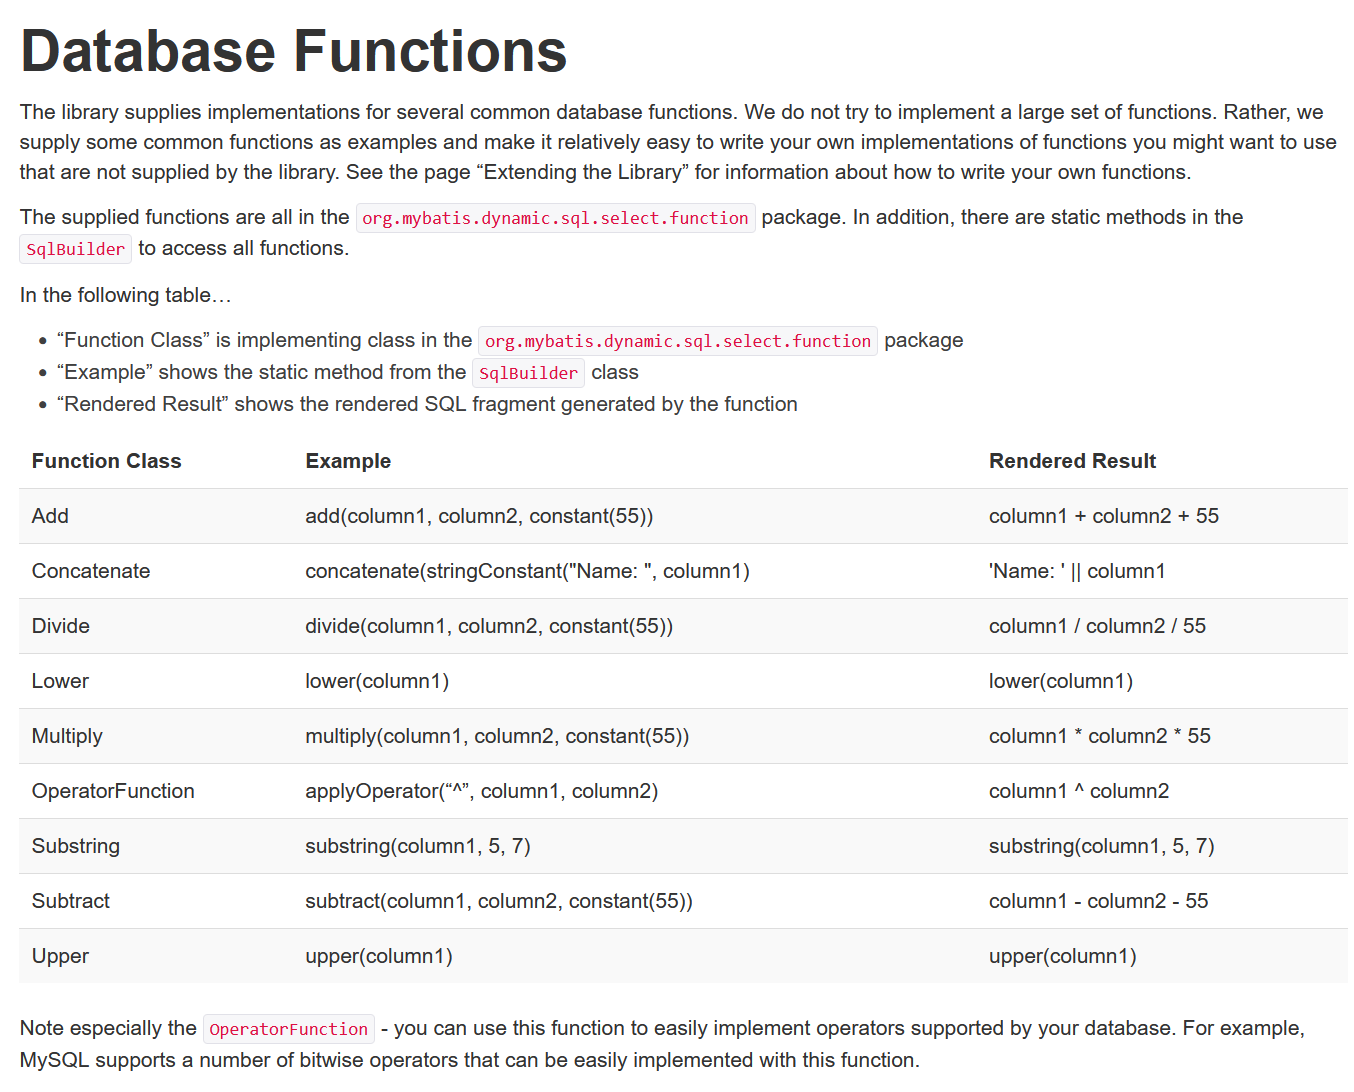 Database Functions
The library supplies implementations for several common database functions. We do not try to implement a large set of functions. Rather, we
supply some common functions as examples and make it relatively easy to write your own implementations of functions you might want to use
that are not supplied by the library. See the page “Extending the Library” for information about how to write your own functions.
The supplied functions are all in the org.mybatis.dynamic.sql.select.function package. In addition, there are static methods in the
SqlBuilder to access all functions.
In the following table…
• “Function Class” is implementing class in the org.mybatis.dynamic.sql.select.function package
• “Example” shows the static method from the SqlBuilder class
• “Rendered Result” shows the rendered SQL fragment generated by the function
Function Class Example Rendered Result
Add add(column1, column2, constant(55)) column1 + column2 + 55
Concatenate concatenate(stringConstant("Name: ", column1) 'Name: ' || column1
Divide divide(column1, column2, constant(55)) column1 / column2 / 55
Lower lower(column1) lower(column1)
Multiply multiply(column1, column2, constant(55)) column1 * column2 * 55
OperatorFunction applyOperator(“^”, column1, column2) column1 ^ column2
Substring substring(column1, 5, 7) substring(column1, 5, 7)
Subtract subtract(column1, column2, constant(55)) column1 - column2 - 55
Upper upper(column1) upper(column1)
Note especially the OperatorFunction - you can use this function to easily implement operators supported by your database. For example,
MySQL supports a number of bitwise operators that can be easily implemented with this function.